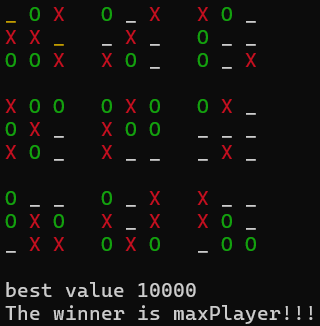 _ O X  O _ X  X O _
X X _  _ X _  O _ _
O O X  X O _  O _ X
X O O  O X O  O X _
O X _  X O O  _ _ _
X O _  X _ _  _ X _
O _ _  O _ X  X _ _
O X O  X _ X  X O _
_ X X  O X O  _ O O
best value 10000
The winner is maxPlayer!!!